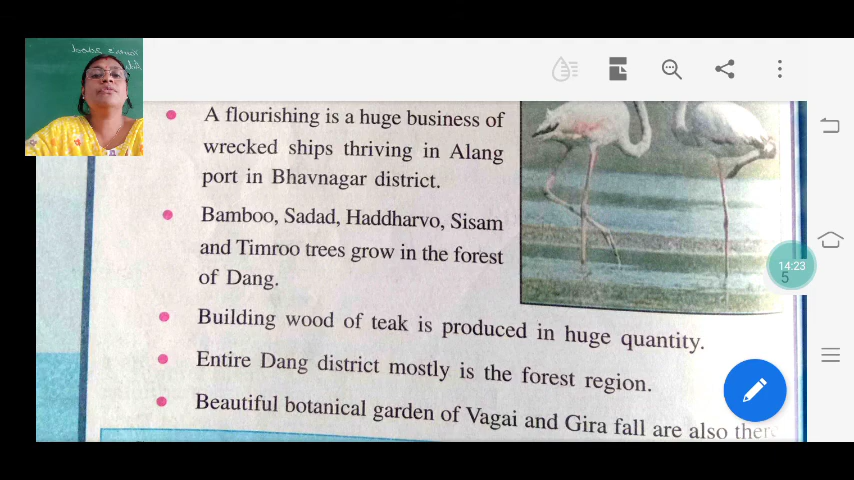 A flourishing is a huge business of
wrecked ships thriving in Alang
port in Bhavnagar district.
Bamboo, Sadad, Haddharvo, Sisam
and Timroo trees grow in the forest
of Dang.
Building wood of teak is produced in huge quantity.
Entire Dang district mostly is the forest region.
Beautiful botanical garden of Vagai and Gira fall are also there
14:23
5